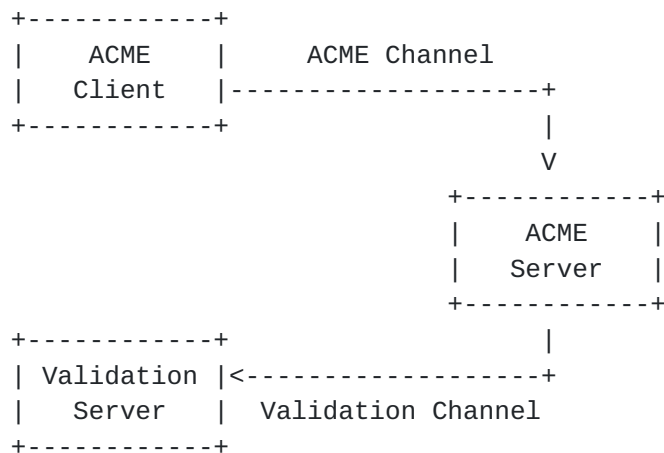 ACME ACME Channel
Client
ACME
Server
Validation
Server Validation Channel